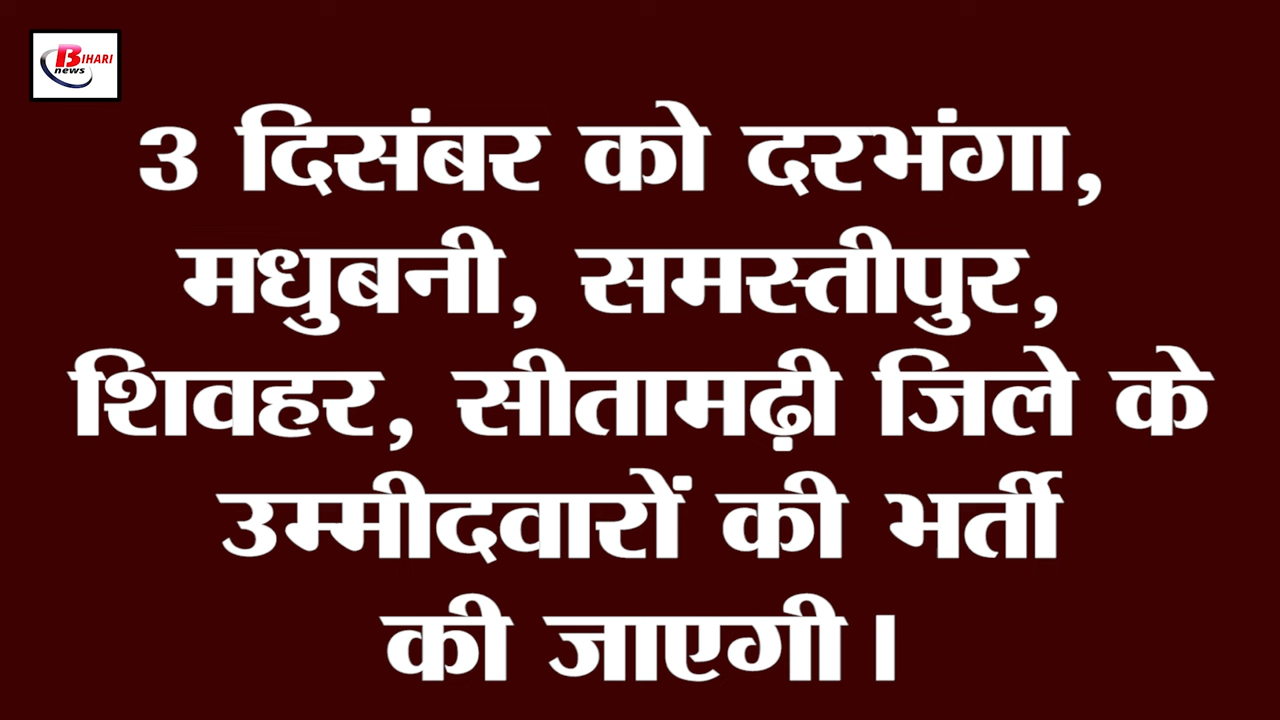 BIHARI
news
3 दिसंबर को दरभंगा,
मधुबनी, समस्तीपुर,
शिवहर, सीतामढ़ी जिले के
उम्मीदवारों की भर्ती
की जाएगी।